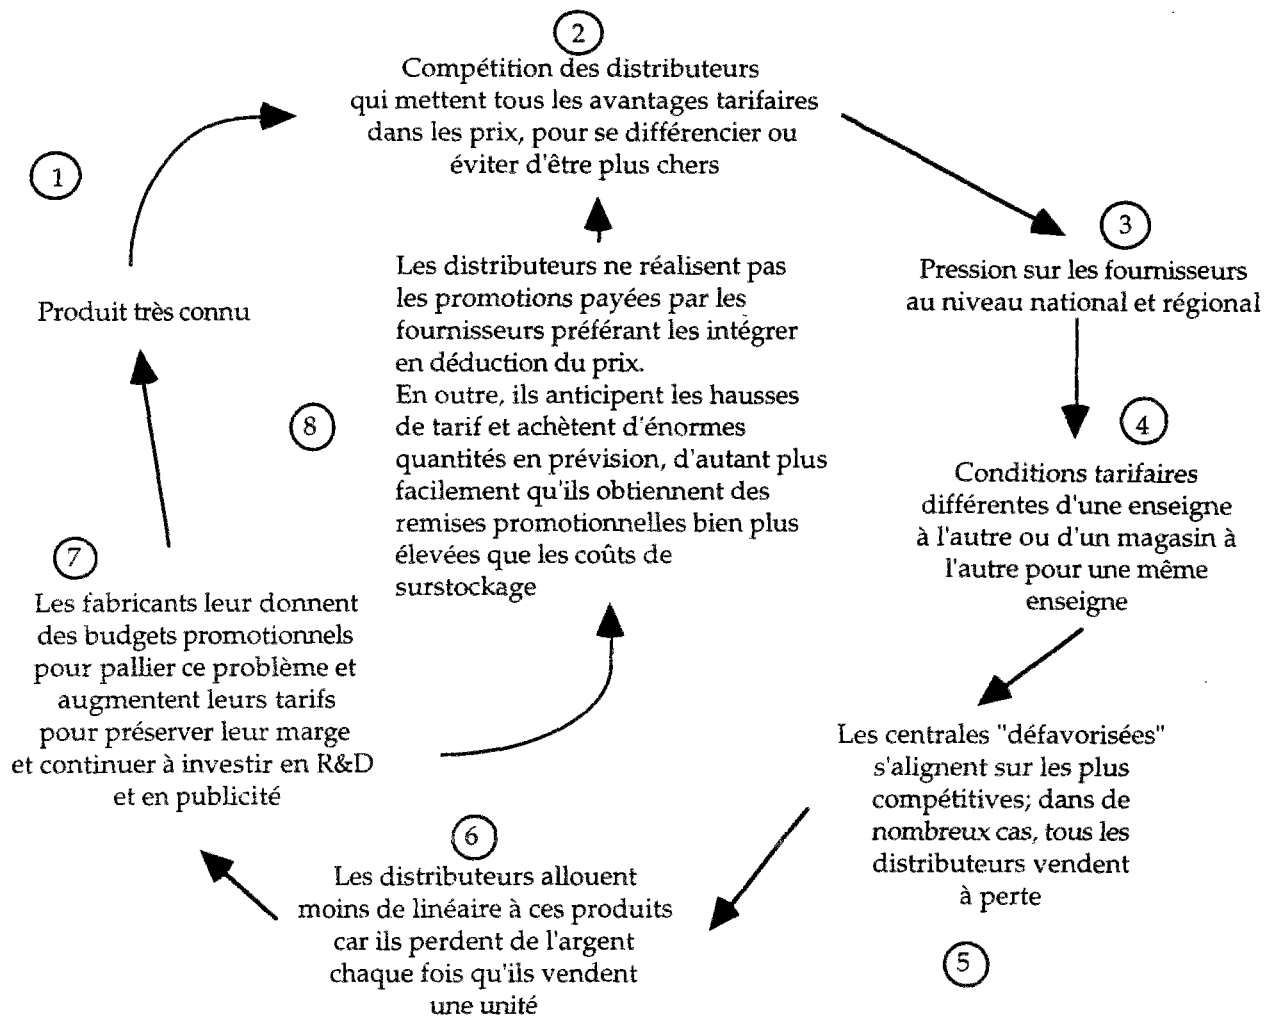 2
Compétition des distributeurs
qui mettent tous les avantages tarifaires
dans les prix, pour se différencier ou
éviter d'être plus chers
1
Produit très connu
3
Pression sur les fournisseurs
au niveau national et régional
4
Conditions tarifaires
différentes d'une enseigne
à l'autre ou d'un magasin à
l'autre pour une même
enseigne
Les centrales "défavorisées"
s'alignent sur les plus
compétitives; dans de
nombreux cas, tous les
distributeurs vendent
à perte
5
6
Les distributeurs allouent
moins de linéaire à ces produits
car ils perdent de l'argent
chaque fois qu'ils vendent
une unité
7
Les fabricants leur donnent
des budgets promotionnels
pour pallier ce problème et
augmentent leurs tarifs
pour préserver leur marge
et continuer à investir en R&D
et en publicité
8
Les distributeurs ne réalisent pas
les promotions payées par les
fournisseurs préférant les intégrer
en déduction du prix.
En outre, ils anticipent les hausses
de tarif et achètent d'énormes
quantités en prévision, d'autant plus
facilement qu'ils obtiennent des
remises promotionnelles bien plus
élevées que les coûts de
surstockage